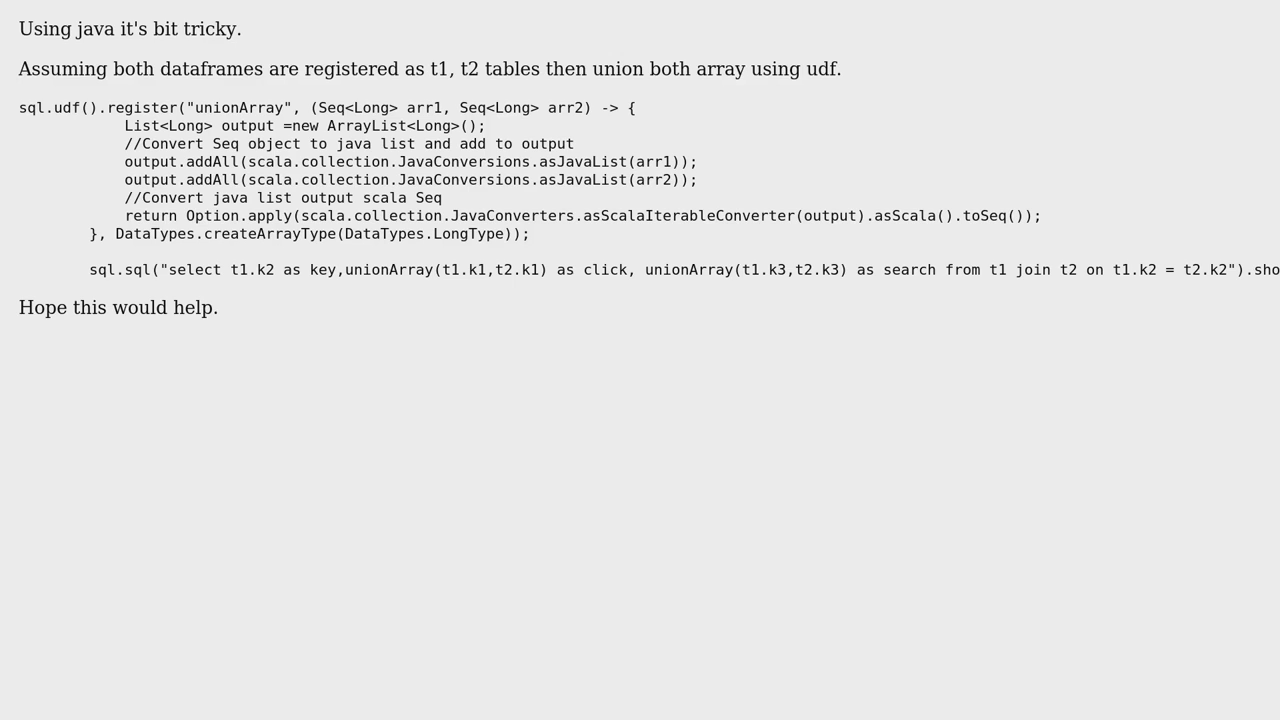 Using java it's bit tricky.
Assuming both dataframes are registered as t1, t2 tables then union both array using udf.
sql.udf().register("unionArray", (Seq<Long> arr1, Seq<Long> arr2) -> {
List<Long> output =new ArrayList<Long>();
//Convert Seq object to java list and add to output
output.addAll(scala.collection.JavaConversions.asJavaList(arr1));
output.addAll(scala.collection.JavaConversions.asJavaList(arr2));
//Convert java list output scala Seq
return Option.apply(scala.collection.JavaConverters.asScalaIterableConverter(output).asScala().toSeq());
}, DataTypes.createArrayType(DataTypes.LongType));
sql.sql("select t1.k2 as key,unionArray(t1.k1,t2.k1) as click, unionArray(t1.k3,t2.k3) as search from t1 join t2 on t1.k2 = t2.k2").sho
Hope this would help.